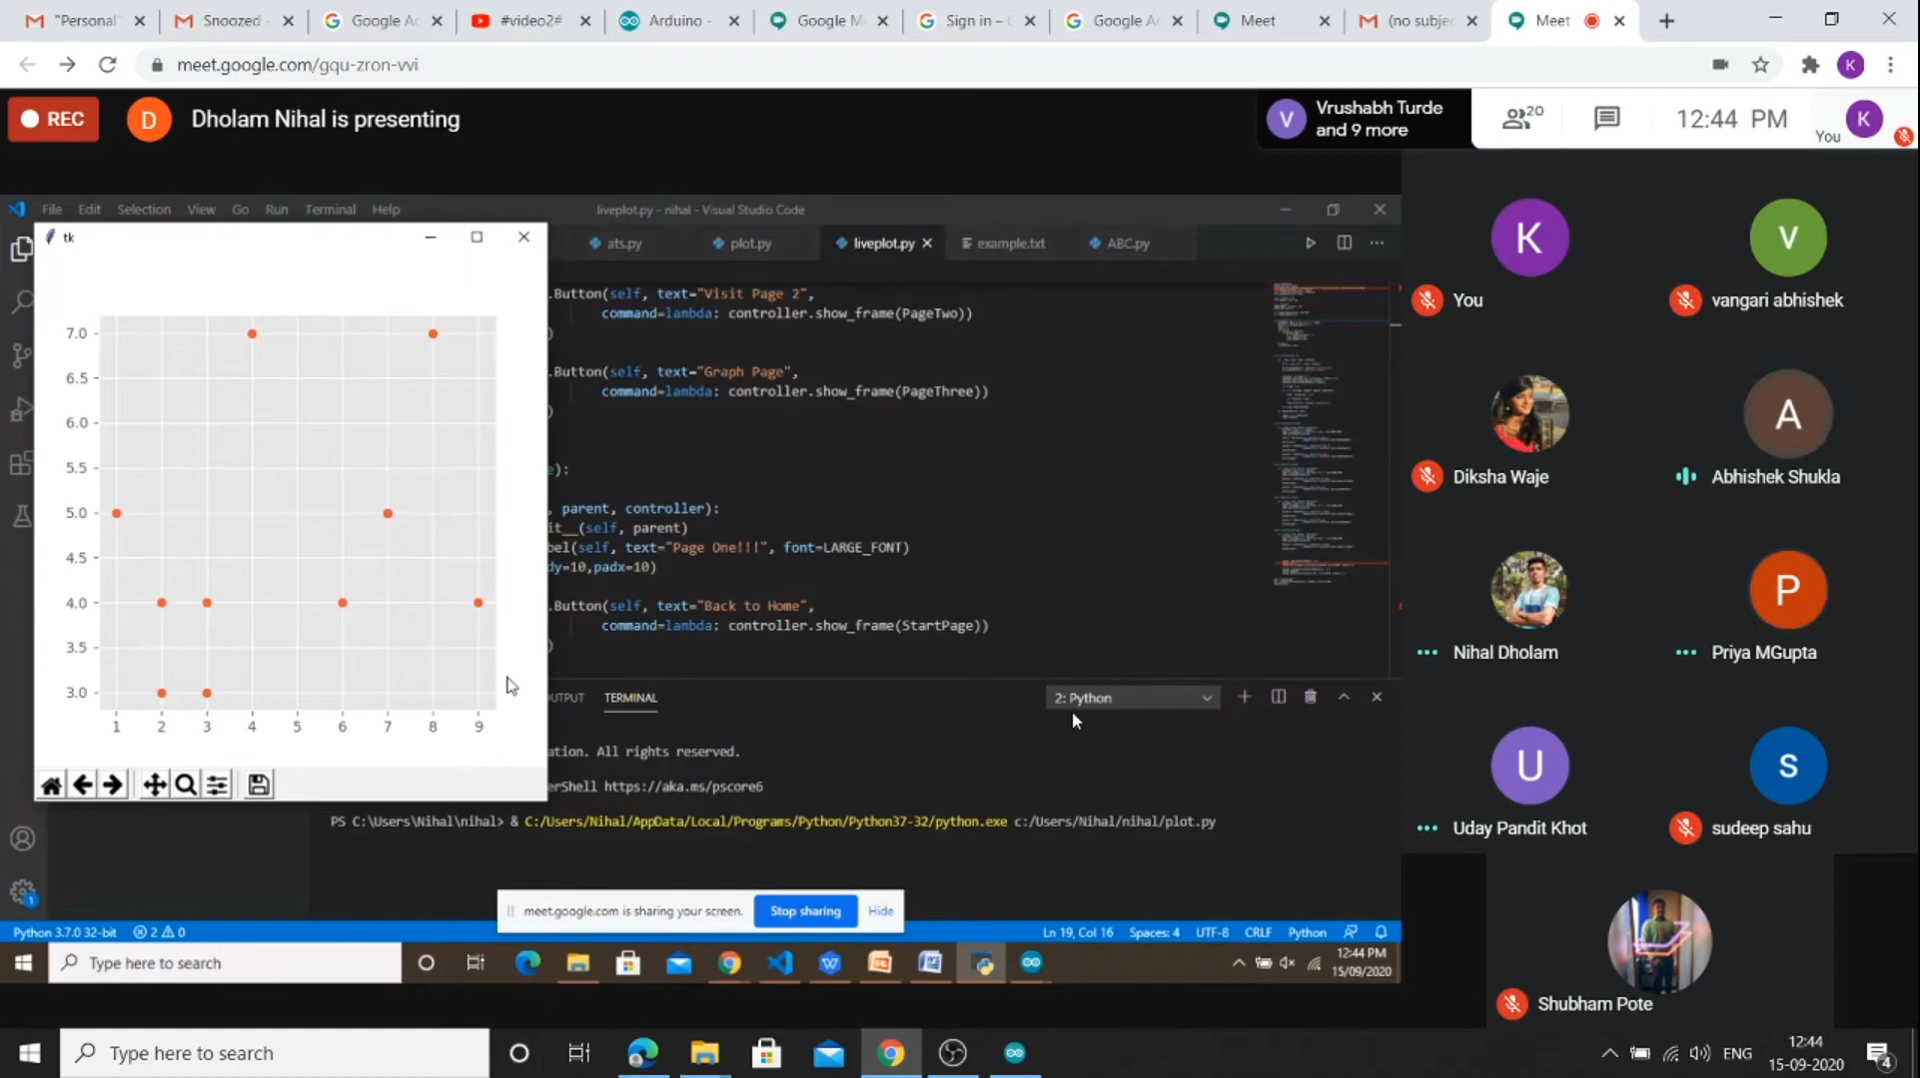 "Personal"
Snoozed -
Google Ac
#video2#
Arduino -
Google M
Sign in – G
Google Ar
Meet
(no subje
Meet
meet.google.com/gqu-zron-vvi
K
REC
D
Dholam Nihal is presenting
V
Vrushabh Turde
and 9 more
20
12:44 PM
You
K
File Edit Selection View Go Run Terminal Help
liveplot.py - nihal - Visual Studio Code
tk
ats.py
plot.py
liveplot.py
example.txt
ABC.py
.Button(self, text="Visit Page 2",
command=lambda: controller.show_frame(PageTwo))
)
.Button(self, text="Graph Page",
command=lambda: controller.show_frame(PageThree))
)
e):
, parent, controller):
it__(self, parent)
bel(self, text="Page One!!!", font=LARGE_FONT)
dy=10,padx=10)
.Button(self, text="Back to Home",
command=lambda: controller.show_frame(StartPage))
)
7.0
6.5
6.0
5.5
5.0
4.5
4.0
3.5
3.0
1 2 3 4 5 6 7 8 9
UTPUT
TERMINAL
2: Python
ation. All rights reserved.
erShell https://aka.ms/pscore6
PS C:\Users\Nihal\nihal> & C:/Users/Nihal/AppData/Local/Programs/Python/Python37-32/python.exe c:/Users/Nihal/nihal/plot.py
meet.google.com is sharing your screen.
Stop sharing
Hide
1
Python 3.7.0 32-bit
2 0
Ln 19, Col 16
Spaces: 4
UTF-8
CRLF
Python
Type here to search
12:44 PM
15/09/2020
K
You
V
vangari abhishek
Diksha Waje
A
Abhishek Shukla
Nihal Dholam
P
Priya MGupta
U
Uday Pandit Khot
S
sudeep sahu
Shubham Pote
Type here to search
ENG
12:44
15-09-2020
4